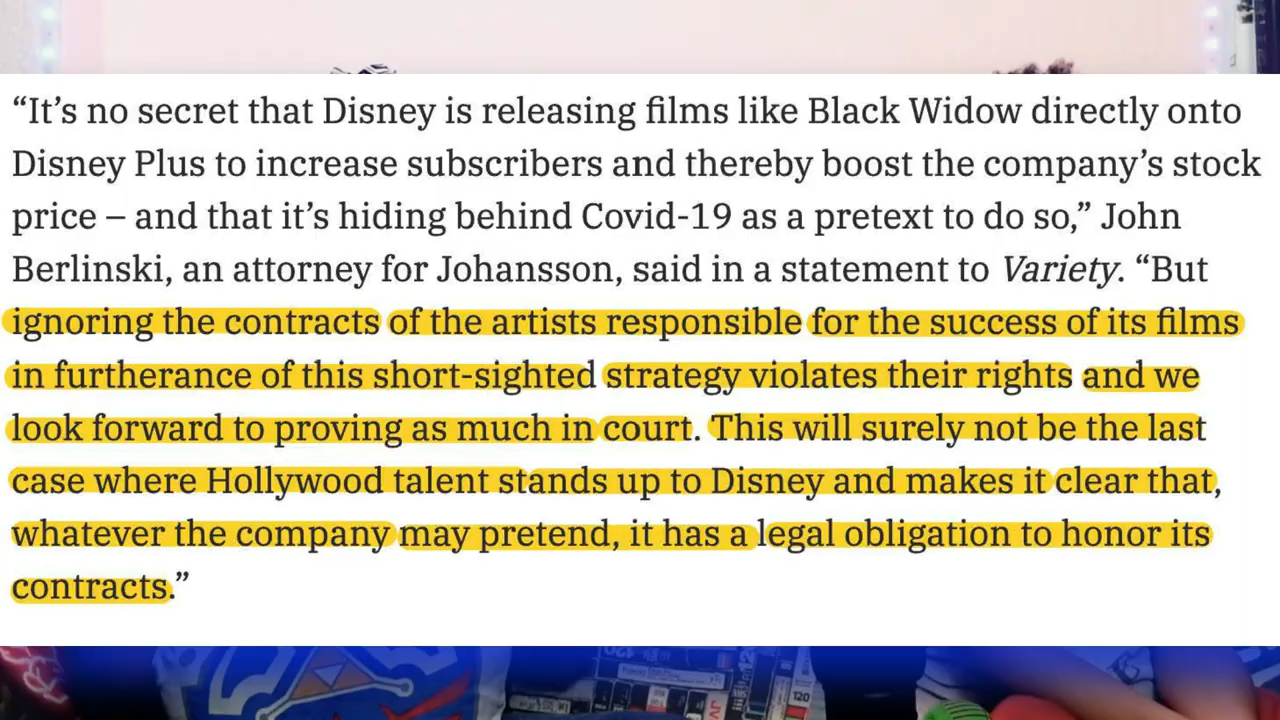 “It’s no secret that Disney is releasing films like Black Widow directly onto
Disney Plus to increase subscribers and thereby boost the company’s stock
price – and that it’s hiding behind Covid-19 as a pretext to do so,” John
Berlinski, an attorney for Johansson, said in a statement to Variety. “But
ignoring the contracts of the artists responsible for the success of its films
in furtherance of this short-sighted strategy violates their rights and we
look forward to proving as much in court. This will surely not be the last
case where Hollywood talent stands up to Disney and makes it clear that,
whatever the company may pretend, it has a legal obligation to honor its
contracts.”
120